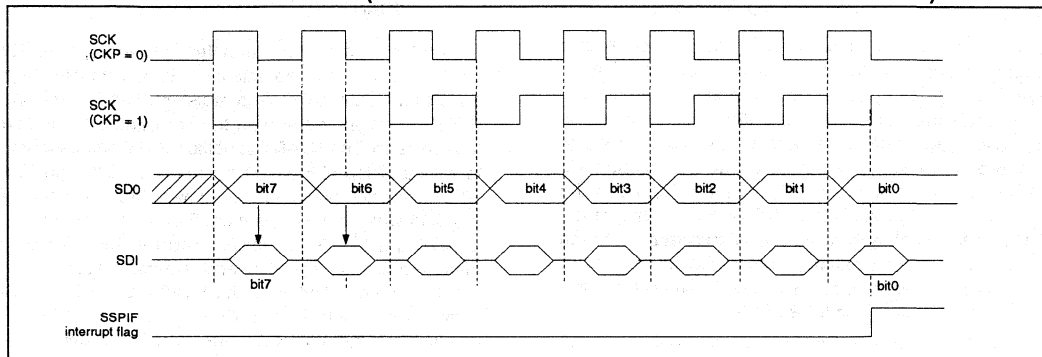 SCK
(CKP = 0)
SCK
(CKP = 1)
SD0
bit7
bit6
bit5
bit4
bit3
bit2
bit1
bit0
SDI
bit7
bit0
SSPIF
interrupt flag